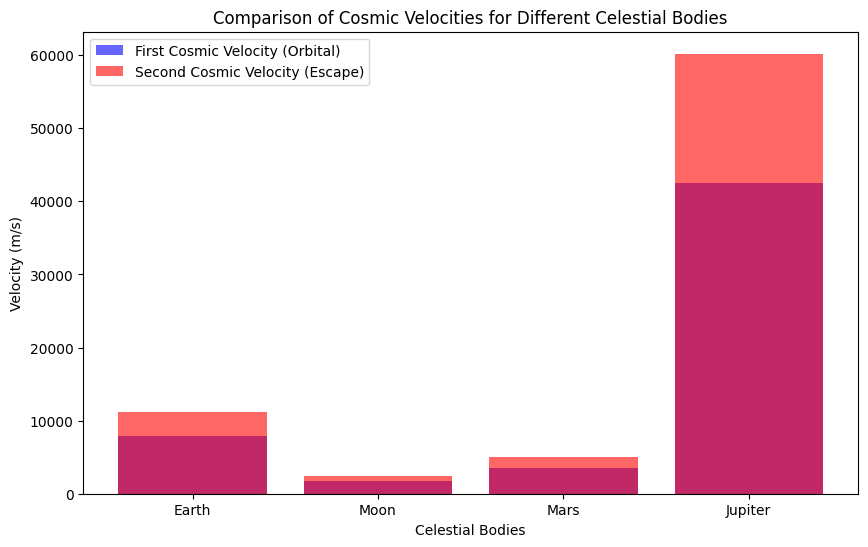 Comparison of Cosmic Velocities for Different Celestial Bodies
First Cosmic Velocity (Orbital)
Second Cosmic Velocity (Escape)
Velocity (m/s)
60000
50000
40000
30000
20000
10000
0
Earth Moon Mars Jupiter
Celestial Bodies